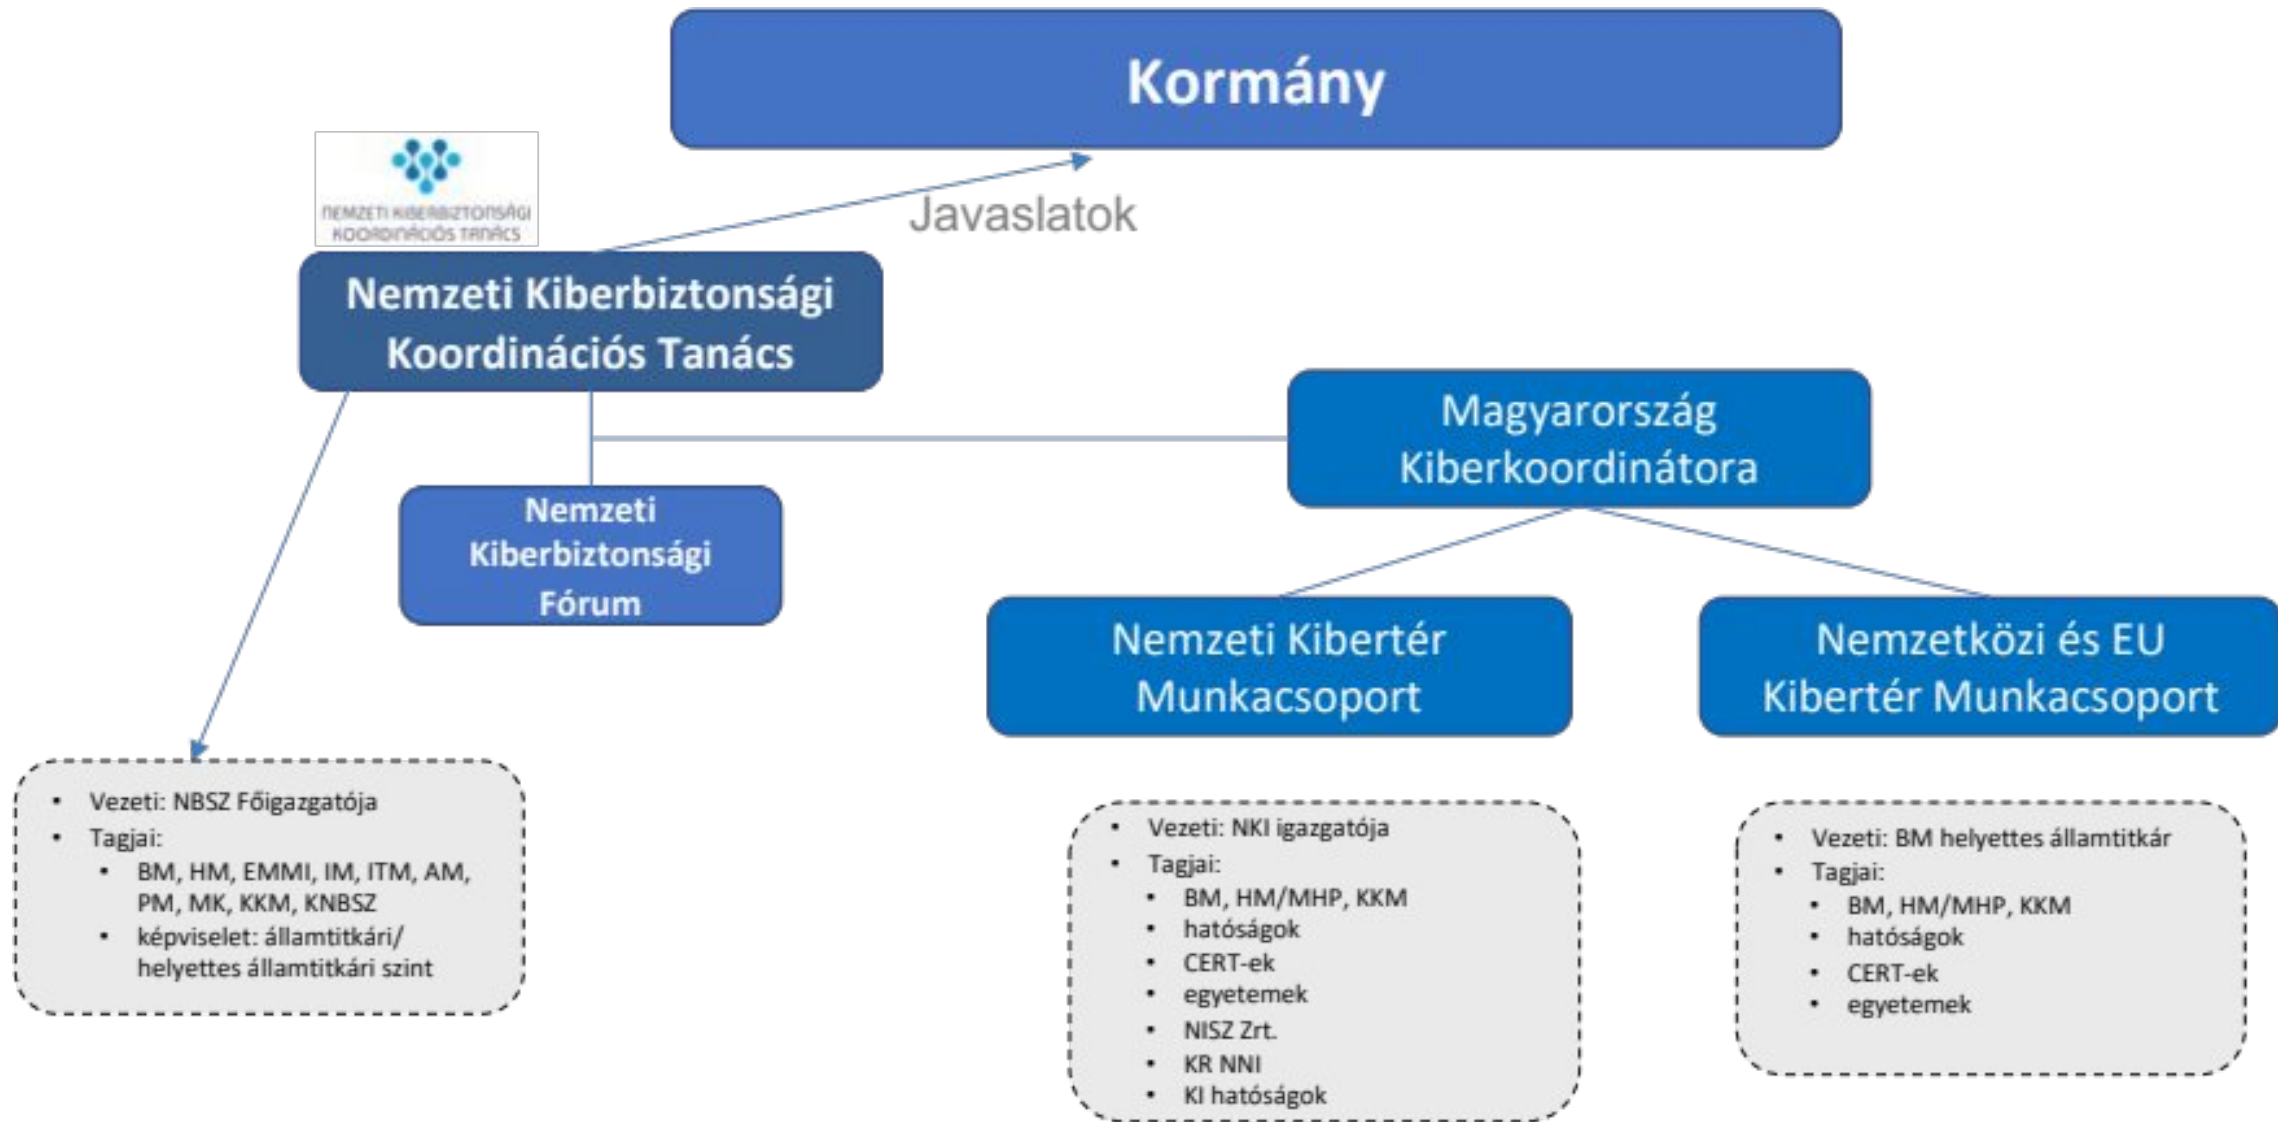 Kormány
NEMZETI KIBERBIZTONSÁGI
KOORDINÁCIÓS TANÁCS
Javaslatok
Nemzeti Kiberbiztonsági
Koordinációs Tanács
Magyarország
Kiberkoordinátora
Nemzeti
Kiberbiztonsági
Fórum
Nemzeti Kibertér
Munkacsoport
Nemzetközi és EU
Kibertér Munkacsoport
• Vezeti: NBSZ Főigazgatója
• Tagjai:
• BM, HM, EMMI, IM, ITM, AM,
PM, MK, KKM, KNBSZ
• képviselet: államtitkári/
helyettes államtitkári szint
• Vezeti: NKI igazgatója
• Tagjai:
• BM, HM/MHP, KKM
• hatóságok
• CERT-ek
• egyetemek
• NISZ Zrt.
• KR NNI
• KI hatóságok
• Vezeti: BM helyettes államtitkár
• Tagjai:
• BM, HM/MHP, KKM
• hatóságok
• CERT-ek
• egyetemek